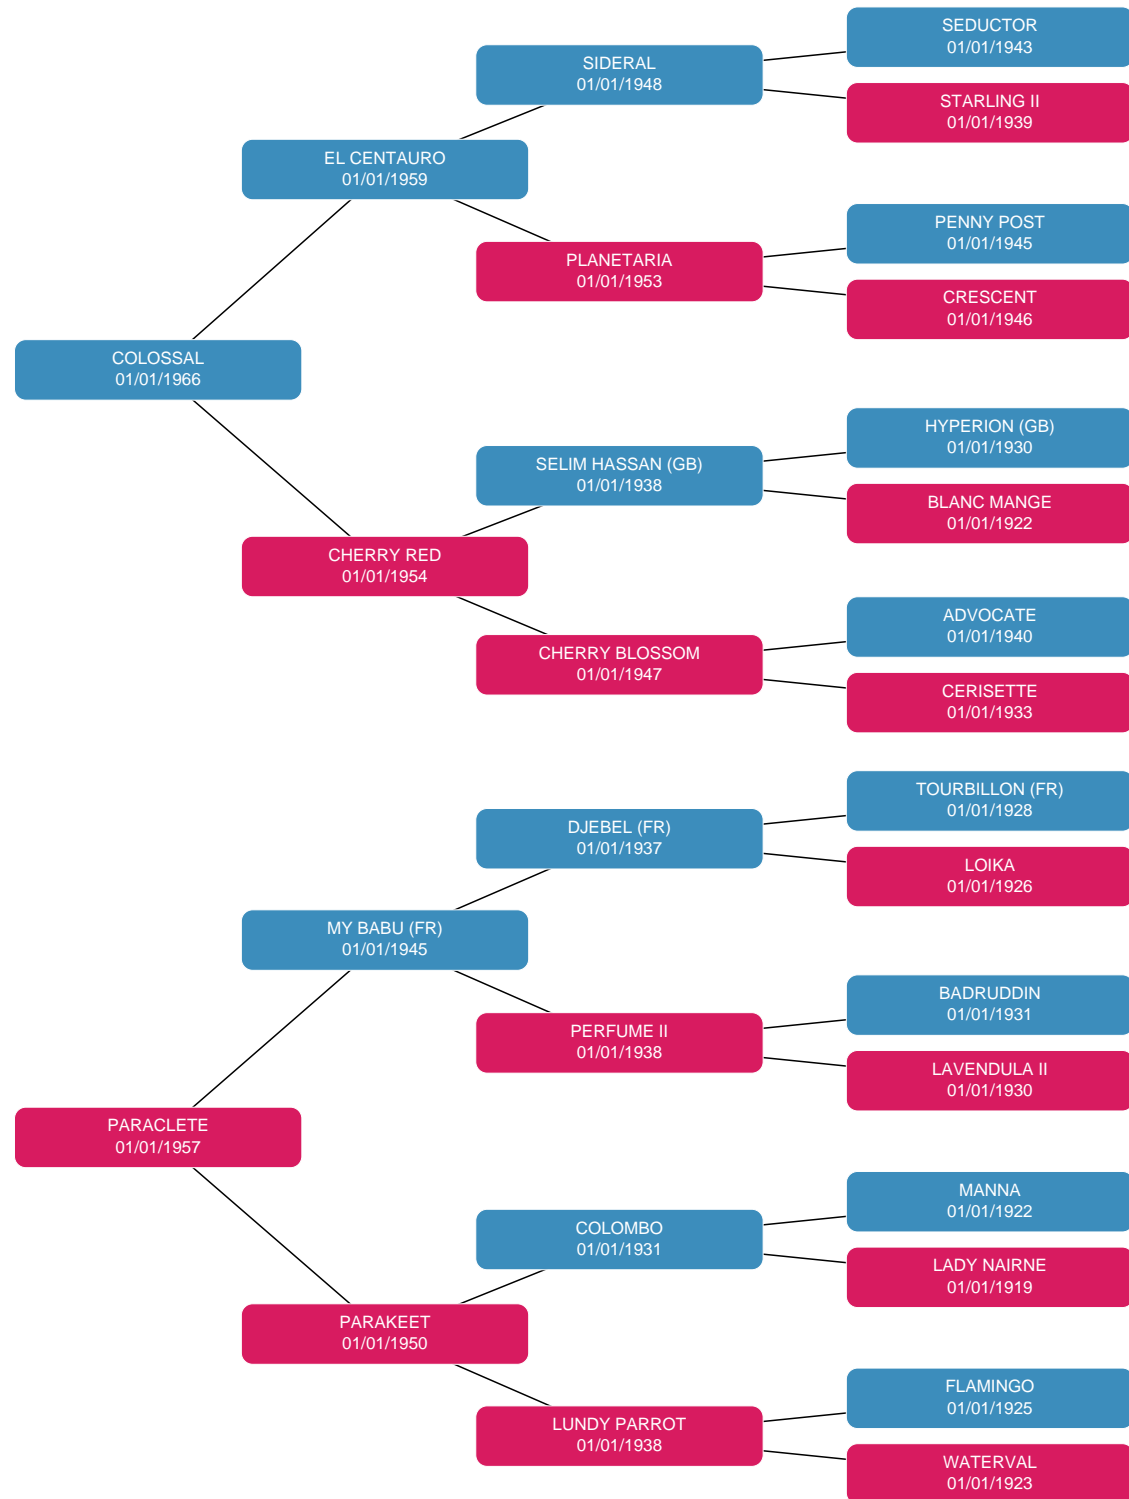 SEDUCTOR
01/01/1943
SIDERAL
01/01/1948
STARLING II
01/01/1939
EL CENTAURO
01/01/1959
PENNY POST
01/01/1945
PLANETARIA
01/01/1953
CRESCENT
01/01/1946
COLOSSAL
01/01/1966
HYPERION (GB)
01/01/1930
SELIM HASSAN (GB)
01/01/1938
BLANC MANGE
01/01/1922
CHERRY RED
01/01/1954
ADVOCATE
01/01/1940
CHERRY BLOSSOM
01/01/1947
CERISETTE
01/01/1933
TOURBILLON (FR)
01/01/1928
DJEBEL (FR)
01/01/1937
LOIKA
01/01/1926
MY BABU (FR)
01/01/1945
BADRUDDIN
01/01/1931
PERFUME II
01/01/1938
LAVENDULA II
01/01/1930
PARACLETE
01/01/1957
MANNA
01/01/1922
COLOMBO
01/01/1931
LADY NAIRNE
01/01/1919
PARAKEET
01/01/1950
FLAMINGO
01/01/1925
LUNDY PARROT
01/01/1938
WATERVAL
01/01/1923